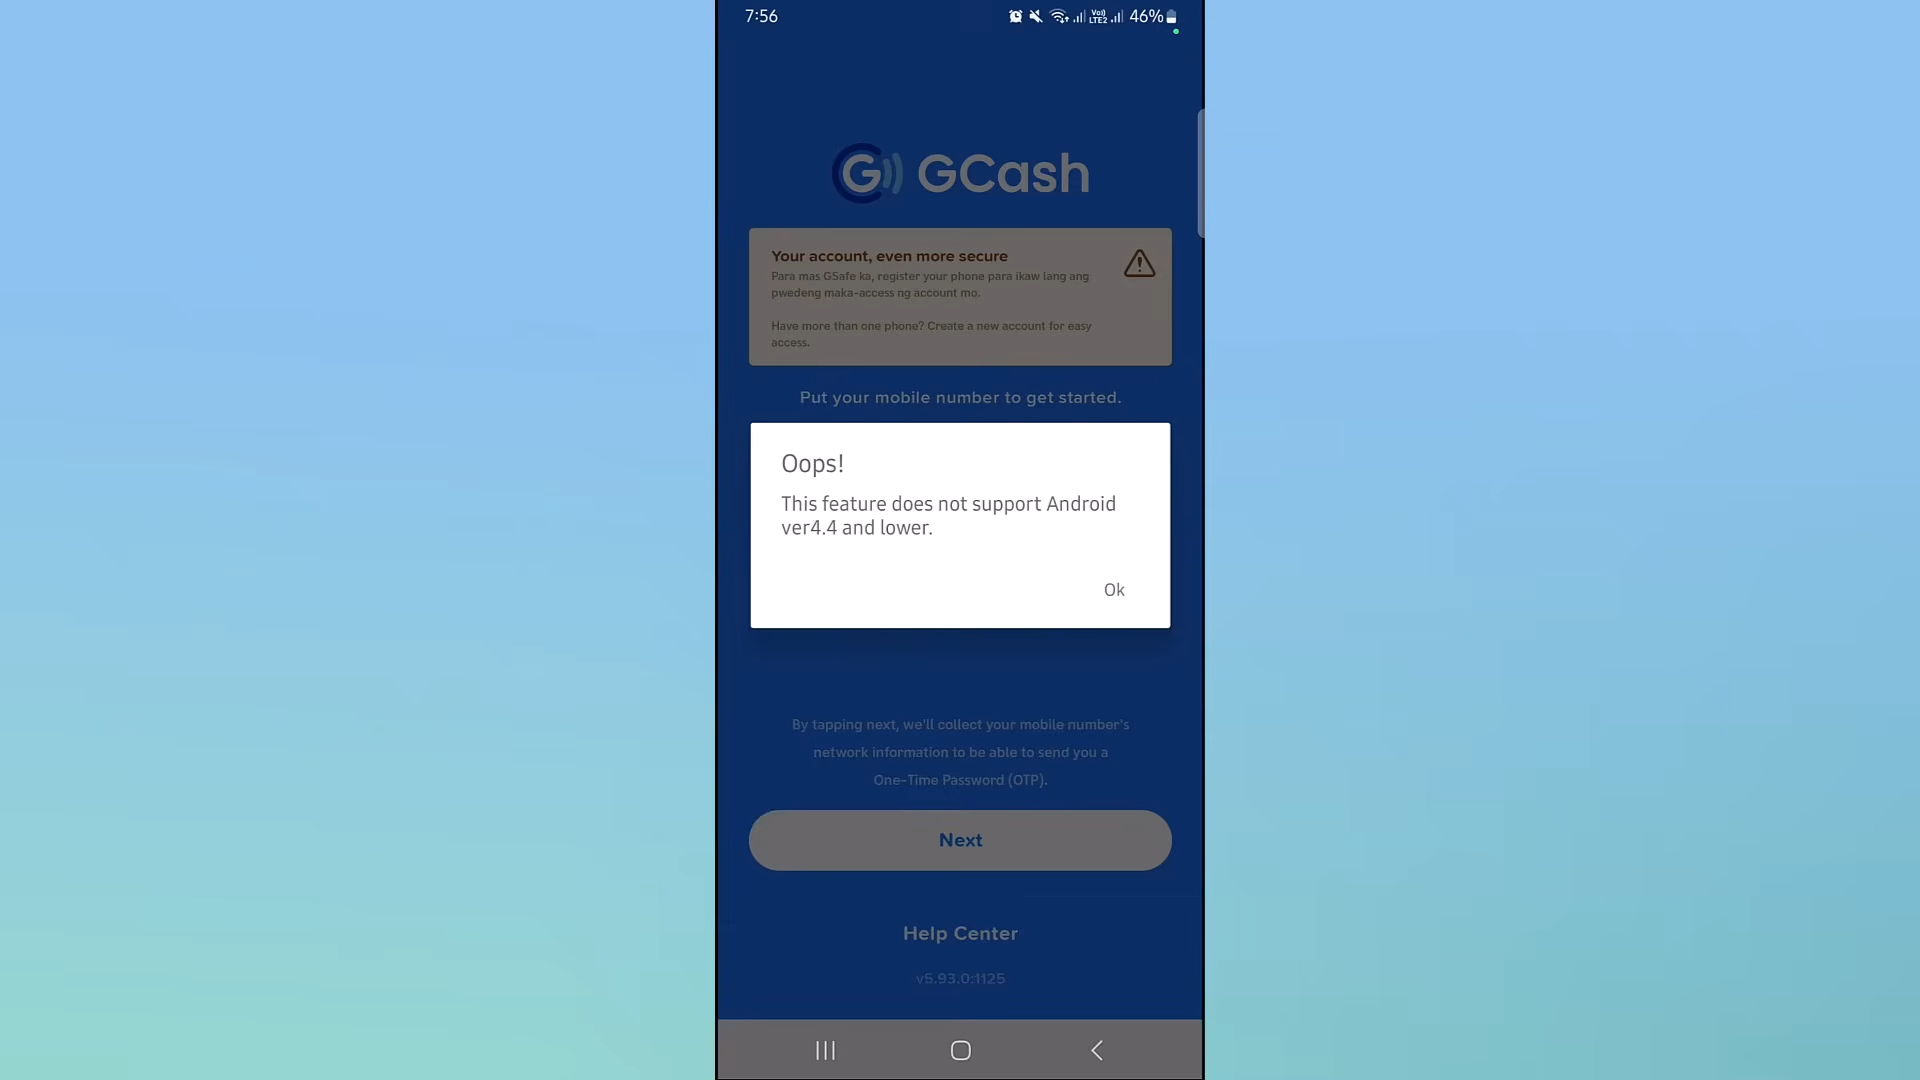 7:56
Vo)) LTE2 46%
G GCash
Your account, even more secure
Para mas GSafe ka, register your phone para ikaw lang ang
pwedeng maka-access ng account mo.
Have more than one phone? Create a new account for easy
access.
Put your mobile number to get started.
Oops!
This feature does not support Android
ver4.4 and lower.
Ok
By tapping next, we'll collect your mobile number's
network information to be able to send you a
One-Time Password (OTP).
Next
Help Center
v5.93.0:1125